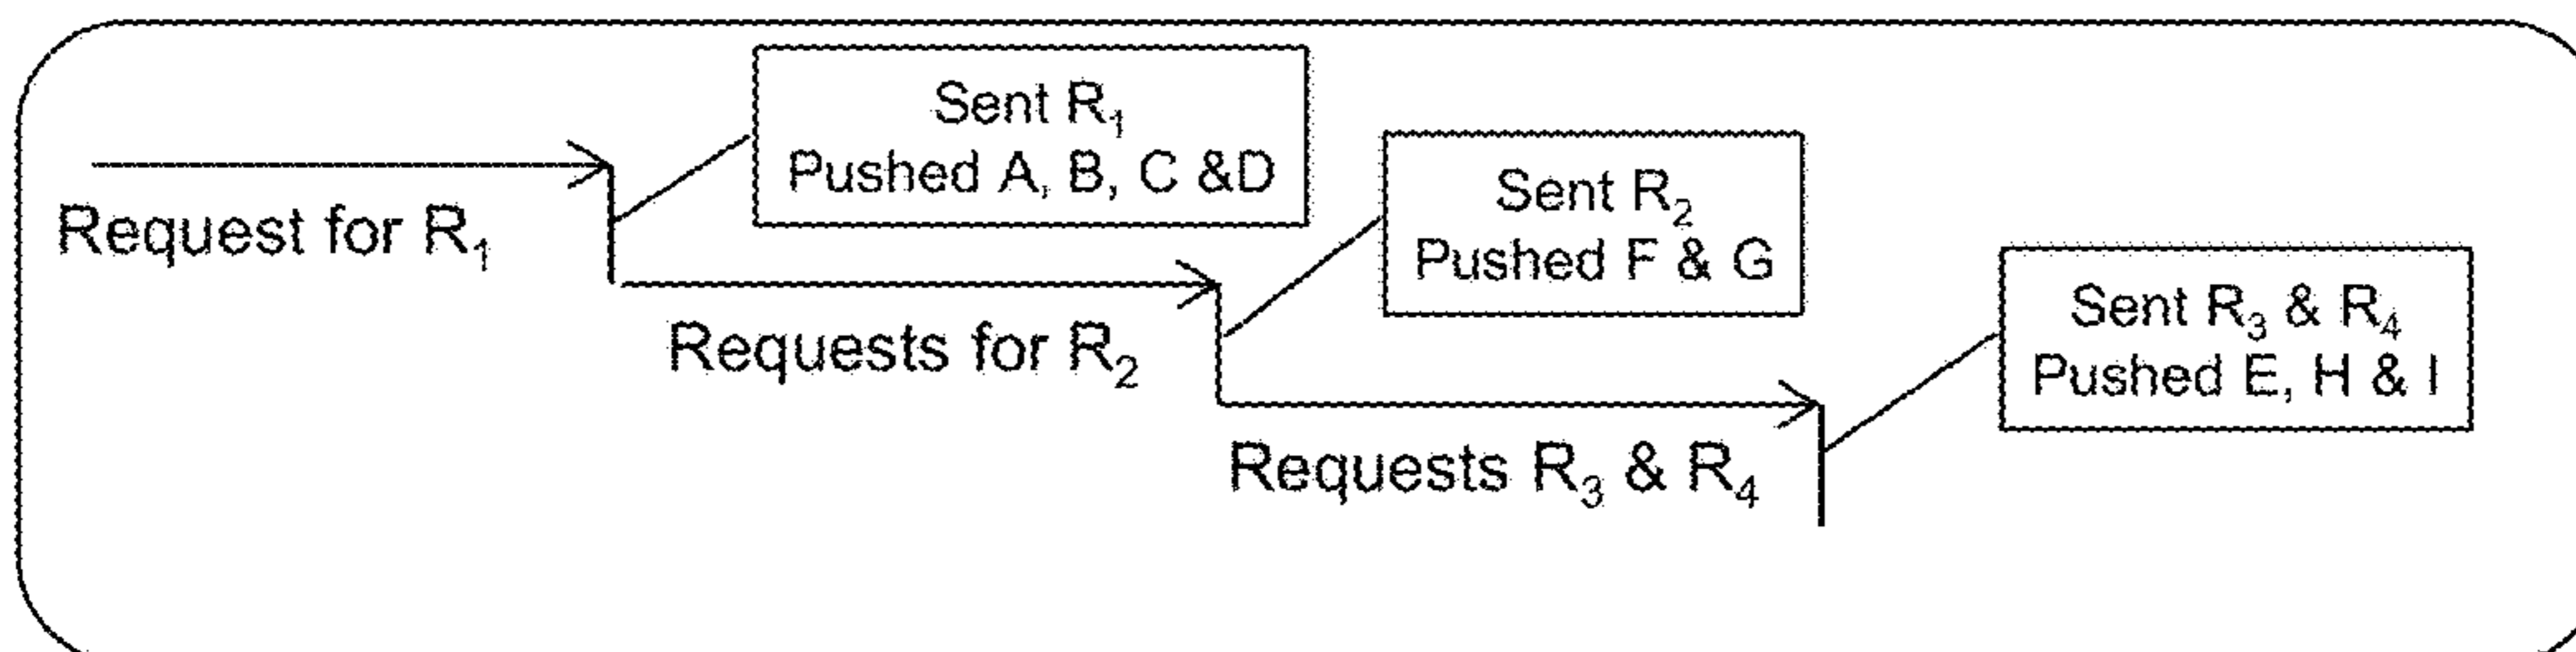 Sent R₁
Pushed A, B, C &D
Request for R₁
Sent R₂
Pushed F & G
Requests for R₂
Sent R₃ & R₄
Pushed E, H & I
Requests R₃ & R₄